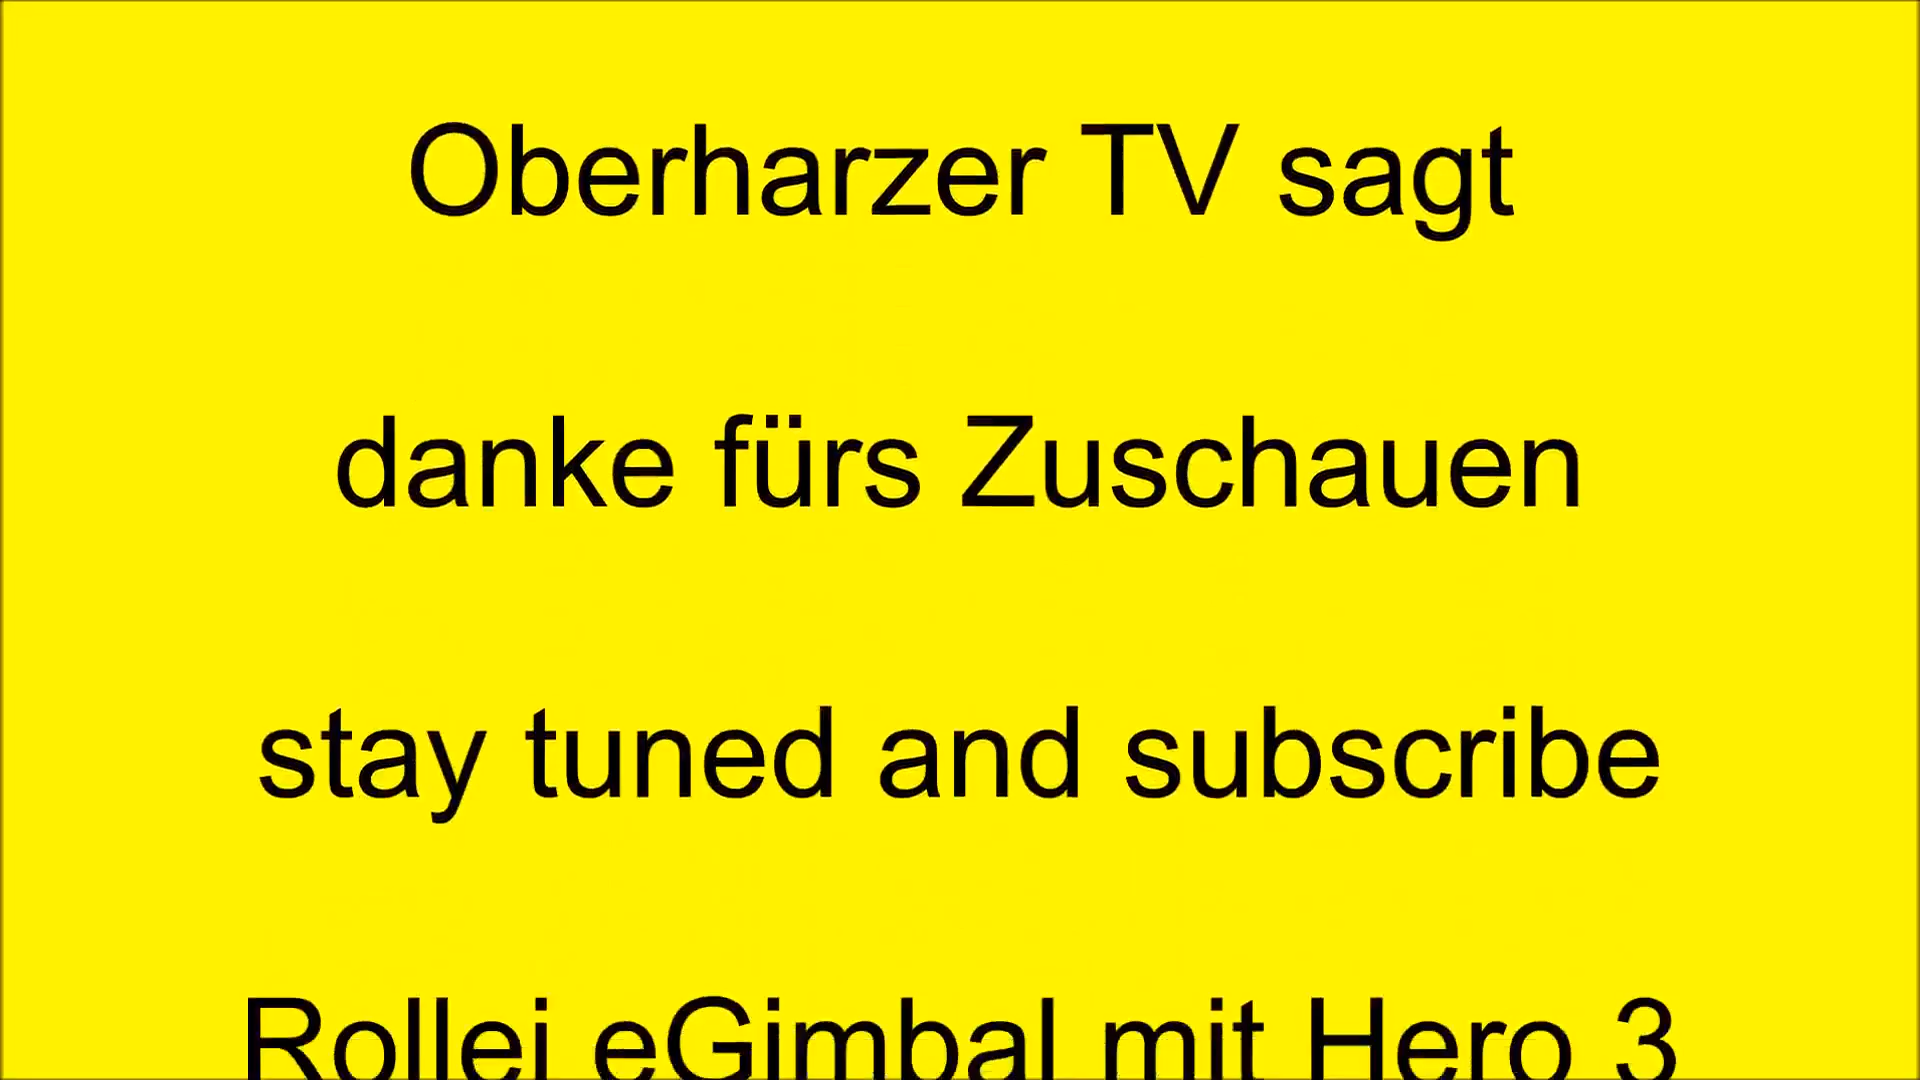 Oberharzer TV sagt
danke fürs Zuschauen
stay tuned and subscribe
Rollei eGimbal mit Hero 3